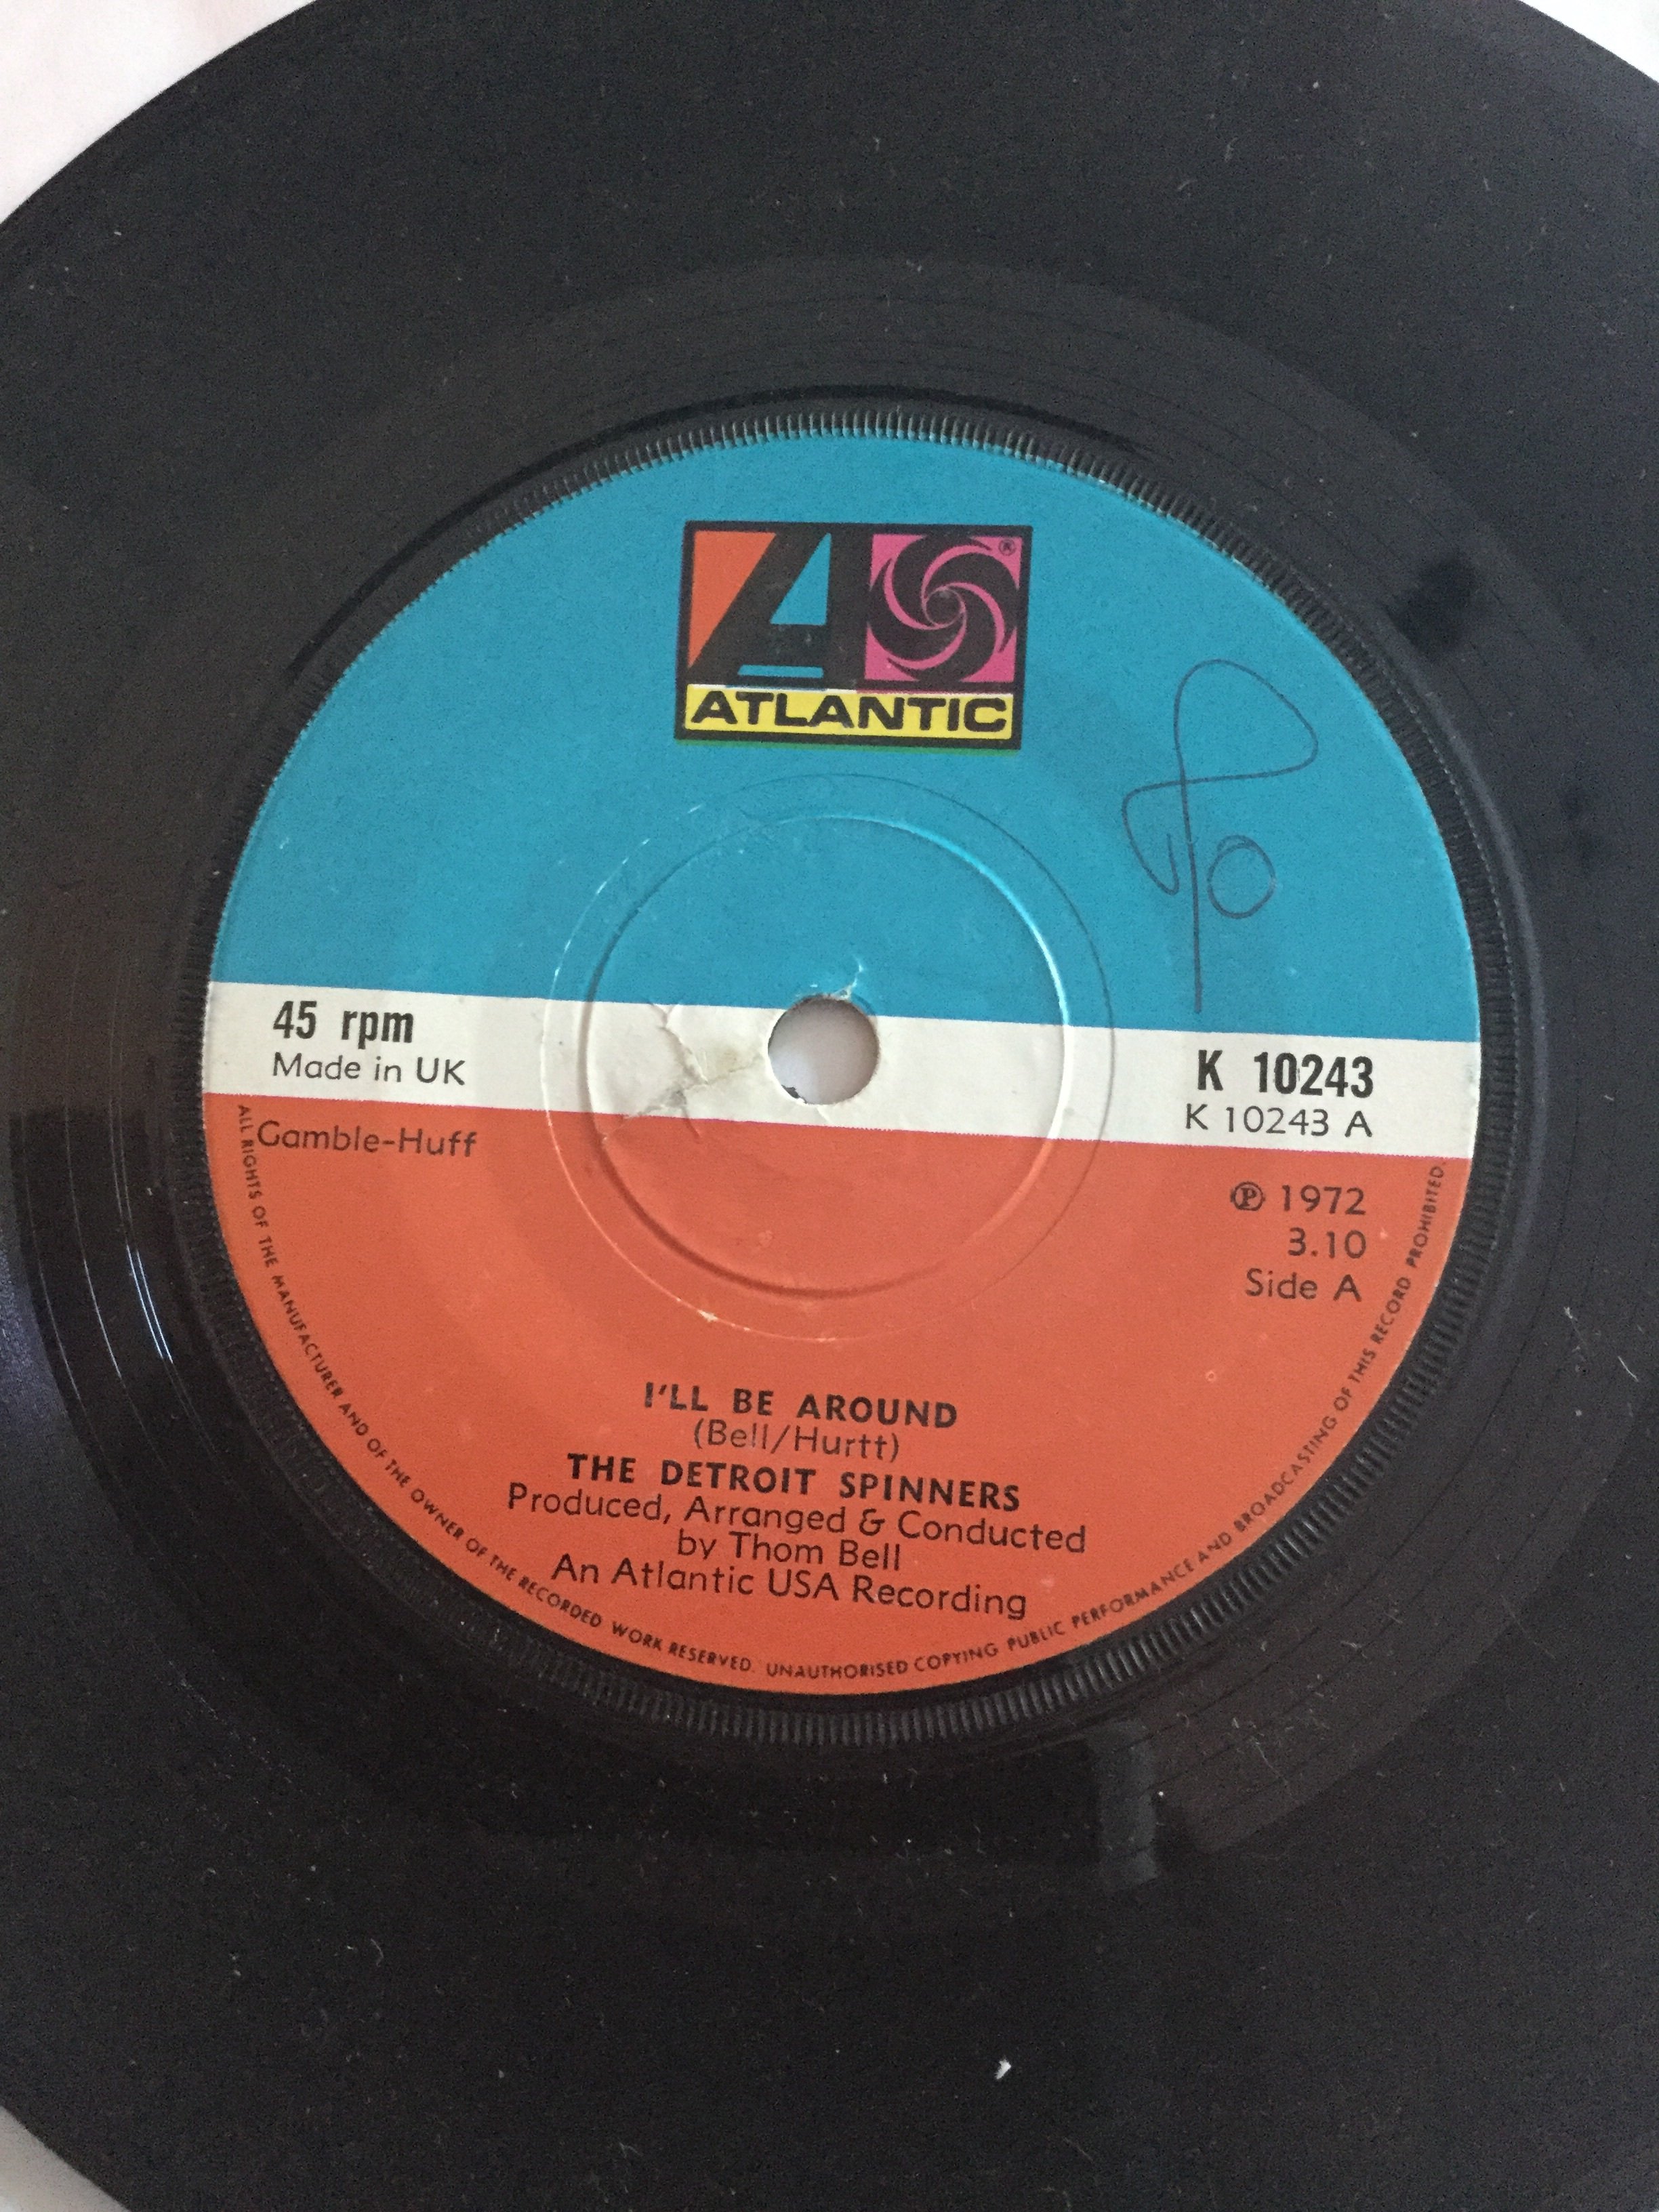 ATLANTIC
®
45 rpm
Made in UK
K 10243
K 10243 A
Gamble-Huff
℗ 1972
3.10
Side A
I'LL BE AROUND
(Bell/Hurtt)
THE DETROIT SPINNERS
Produced, Arranged & Conducted
by Thom Bell
An Atlantic USA Recording
ALL RIGHTS OF THE MANUFACTURER AND OF THE OWNER OF THE RECORDED WORK RESERVED. UNAUTHORISED COPYING PUBLIC PERFORMANCE AND BROADCASTING OF THIS RECORD PROHIBITED.